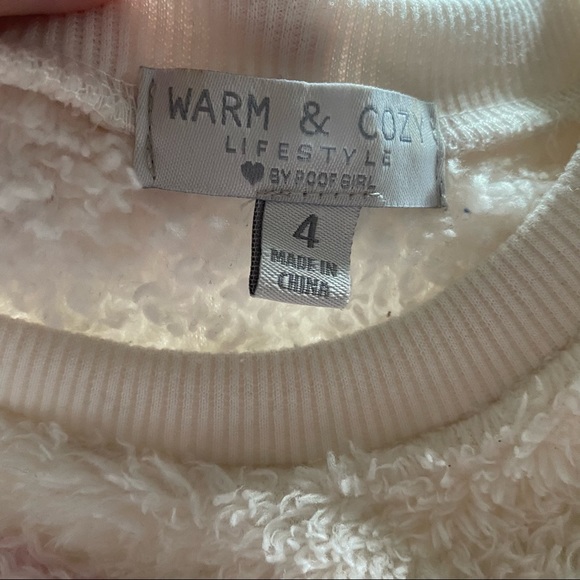 WARM & COZY
LIFESTYLE
♥ BY POOF GIRL
4
MADE IN
CHINA